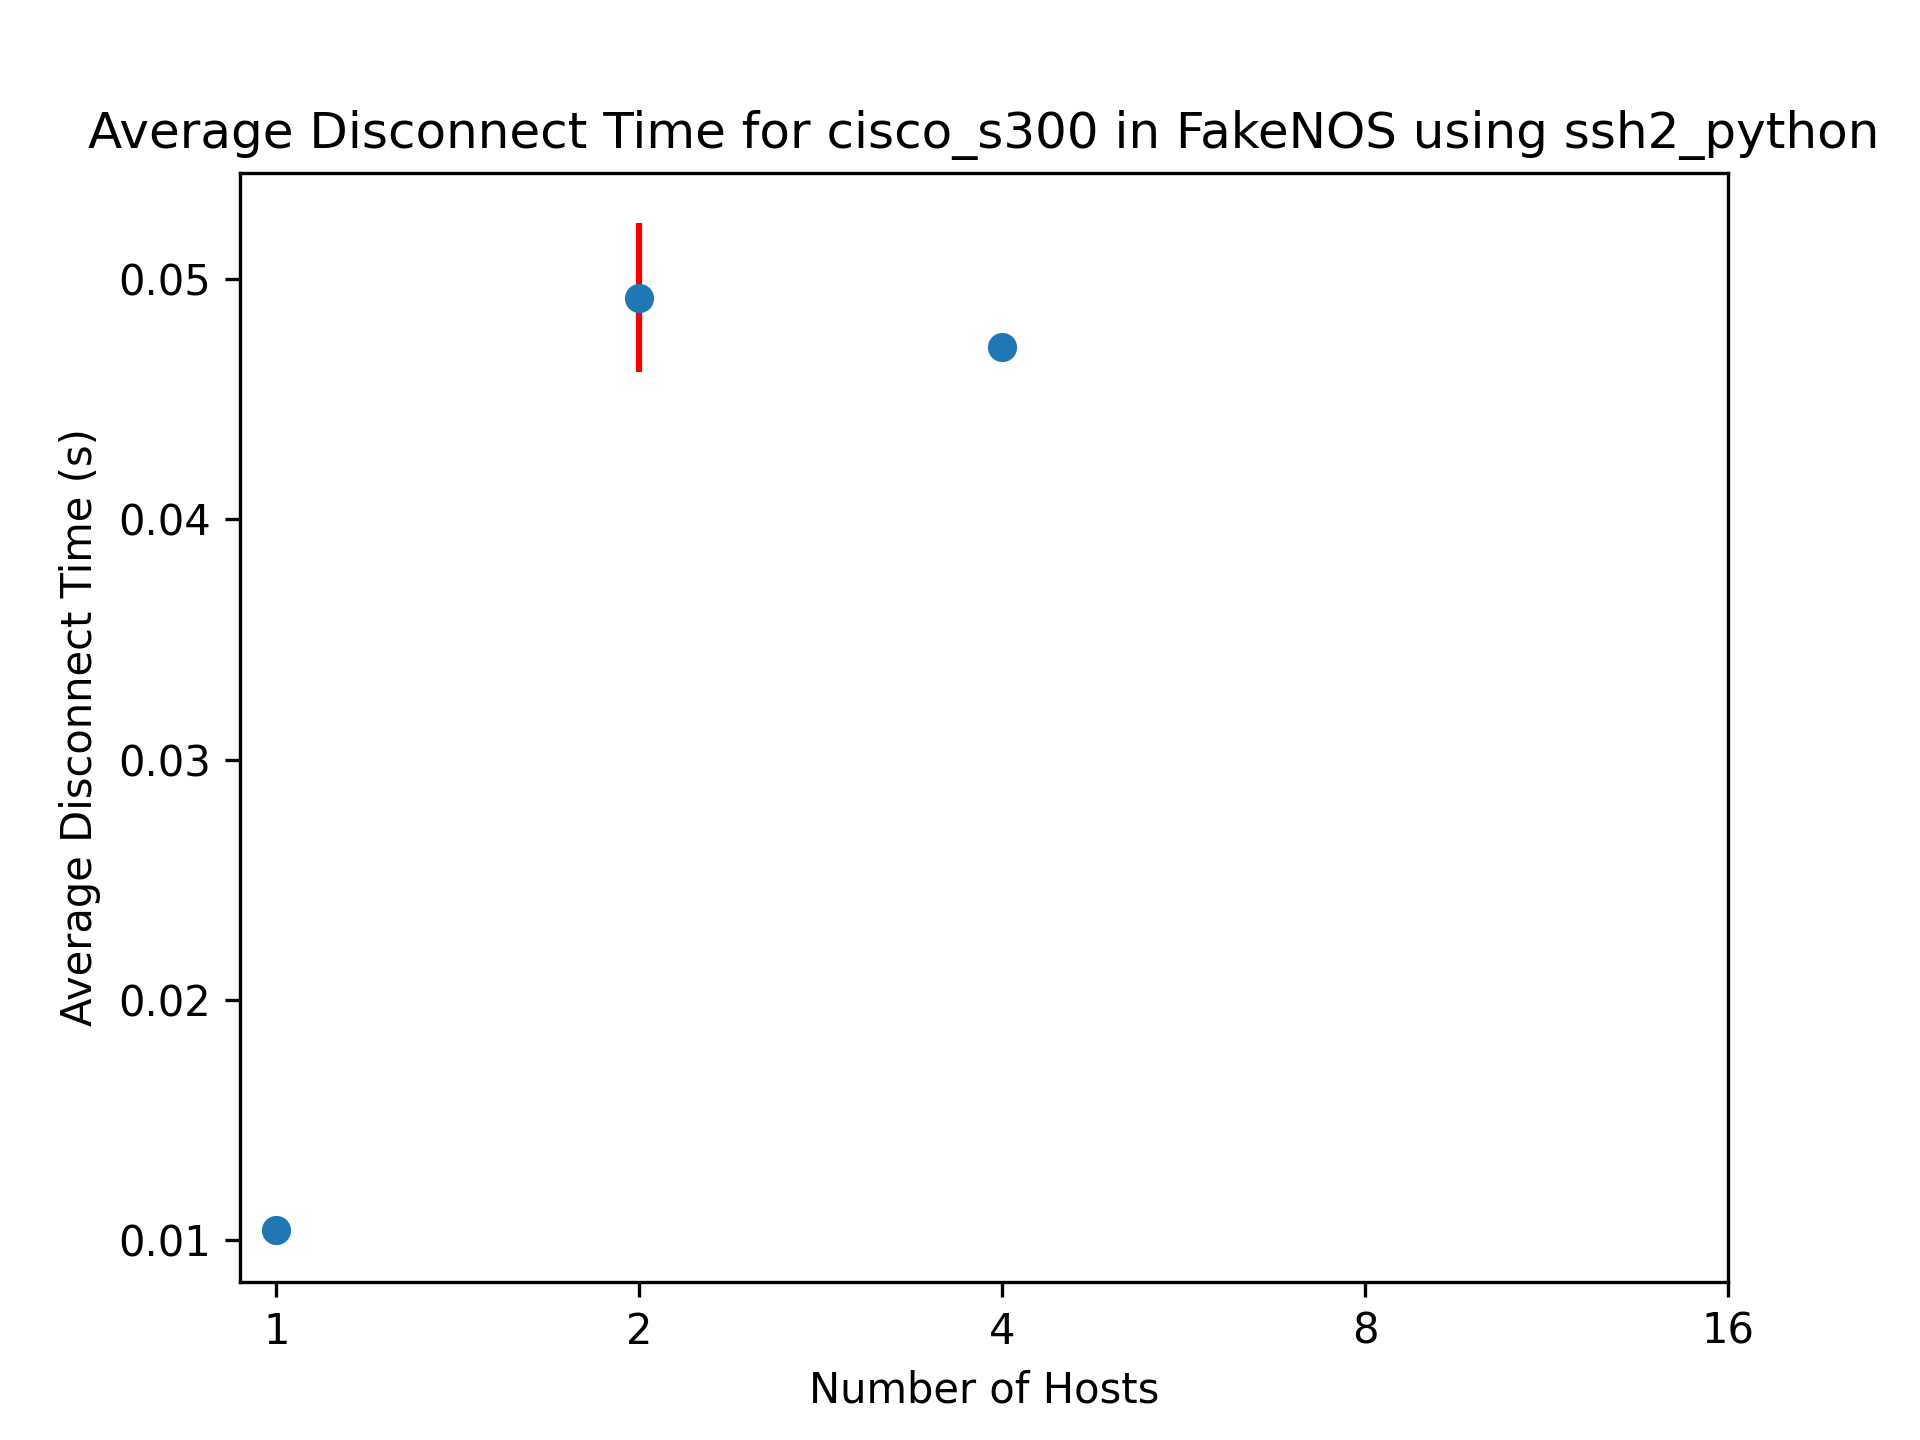 Average Disconnect Time for cisco_s300 in FakeNOS using ssh2_python
Average Disconnect Time (s)
0.05
0.04
0.03
0.02
0.01
1 2 4 8 16
Number of Hosts